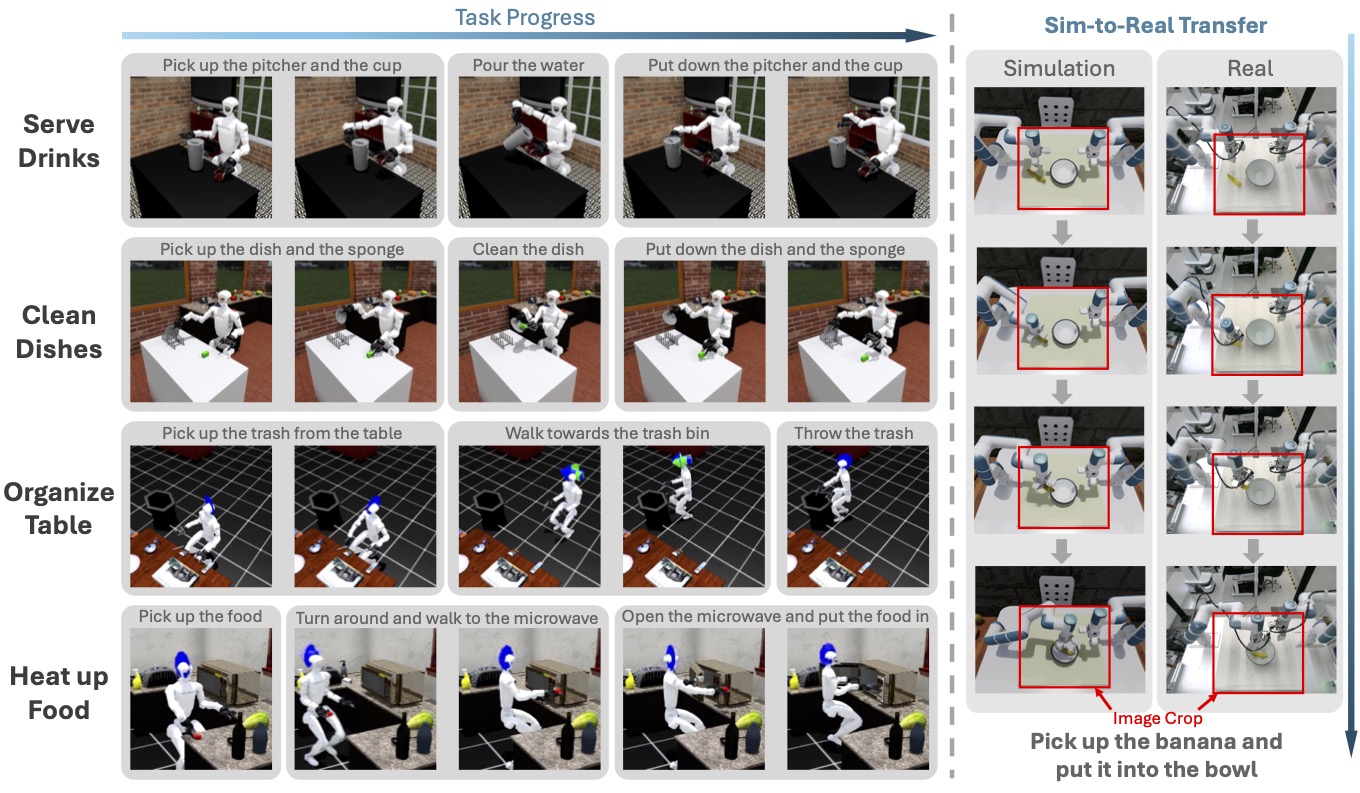 Task Progress
Serve
Drinks
Pick up the pitcher and the cup
Pour the water
Put down the pitcher and the cup
Clean
Dishes
Pick up the dish and the sponge
Clean the dish
Put down the dish and the sponge
Organize
Table
Pick up the trash from the table
Walk towards the trash bin
Throw the trash
Heat up
Food
Pick up the food
Turn around and walk to the microwave
Open the microwave and put the food in
Sim-to-Real Transfer
Simulation
Real
Image Crop
Pick up the banana and
put it into the bowl